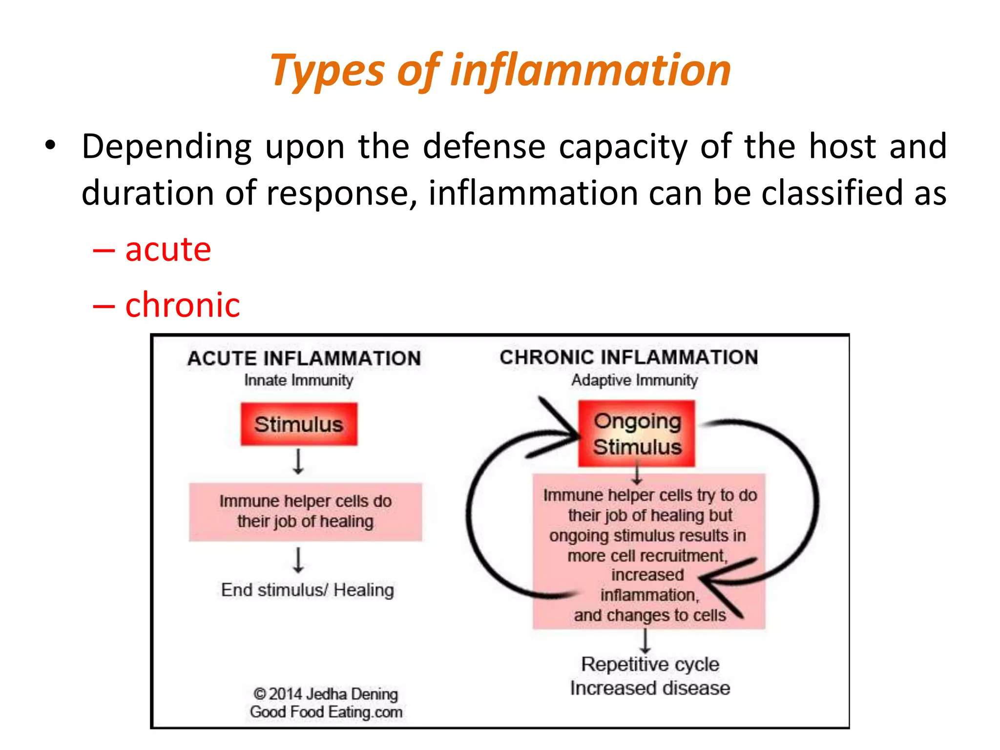 Types of inflammation
• Depending upon the defense capacity of the host and
duration of response, inflammation can be classified as
– acute
– chronic
ACUTE INFLAMMATION
Innate Immunity
Stimulus
Immune helper cells do
their job of healing
End stimulus/ Healing
© 2014 Jedha Dening
Good Food Eating.com
CHRONIC INFLAMMATION
Adaptive Immunity
Ongoing
Stimulus
Immune helper cells try to do
their job of healing but
ongoing stimulus results in
more cell recruitment,
increased
inflammation,
and changes to cells
Repetitive cycle
Increased disease